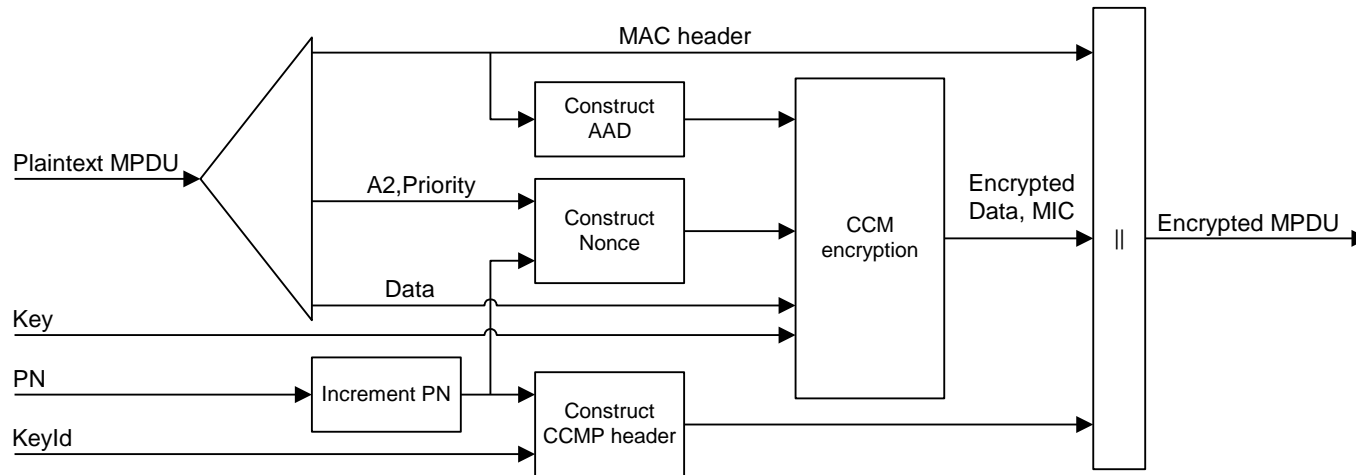 MAC header
Construct
AAD
Plaintext MPDU
A2,Priority
Construct
Nonce
CCM
encryption
Encrypted
Data, MIC
||
Encrypted MPDU
Data
Key
PN
Increment PN
Construct
CCMP header
KeyId